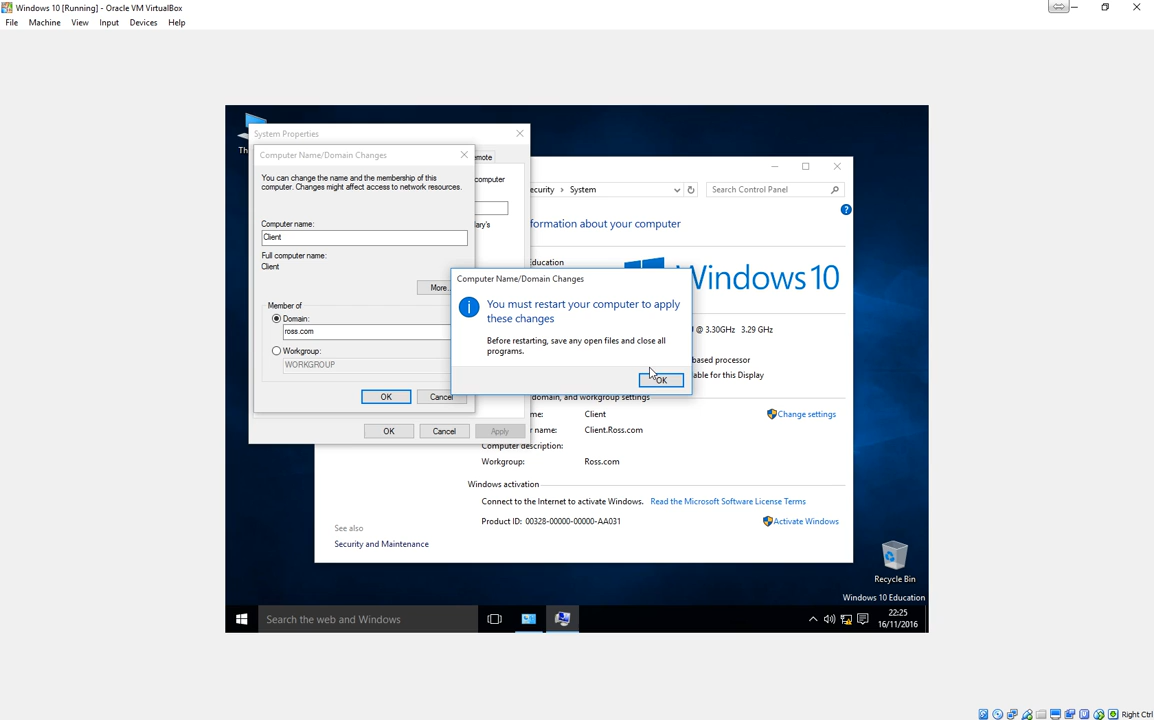 Windows 10 [Running] - Oracle VM VirtualBox
File Machine View Input Devices Help
Th
System Properties
Computer Name/Domain Changes
mote
You can change the name and the membership of this
computer. Changes might affect access to network resources.
omputer
Computer name:
Client
ary's
Full computer name:
Client
More..
Member of
Domain:
ross.com
Workgroup:
WORKGROUP
OK
Cancel
OK
Cancel
Apply
ecurity > System
Search Control Panel
?
formation about your computer
ducation
Windows 10
Computer Name/Domain Changes
You must restart your computer to apply
these changes
Before restarting, save any open files and close all
programs.
OK
@ 3.30GHz 3.29 GHz
based processor
able for this Display
domain, and workgroup settings
me:
Client
Change settings
r name:
Client.Ross.com
Computer description:
Workgroup:
Ross.com
Windows activation
Connect to the Internet to activate Windows. Read the Microsoft Software License Terms
Product ID: 00328-00000-00000-AA031
Activate Windows
See also
Security and Maintenance
Recycle Bin
Windows 10 Education
Search the web and Windows
22:25
16/11/2016
Right Ctrl